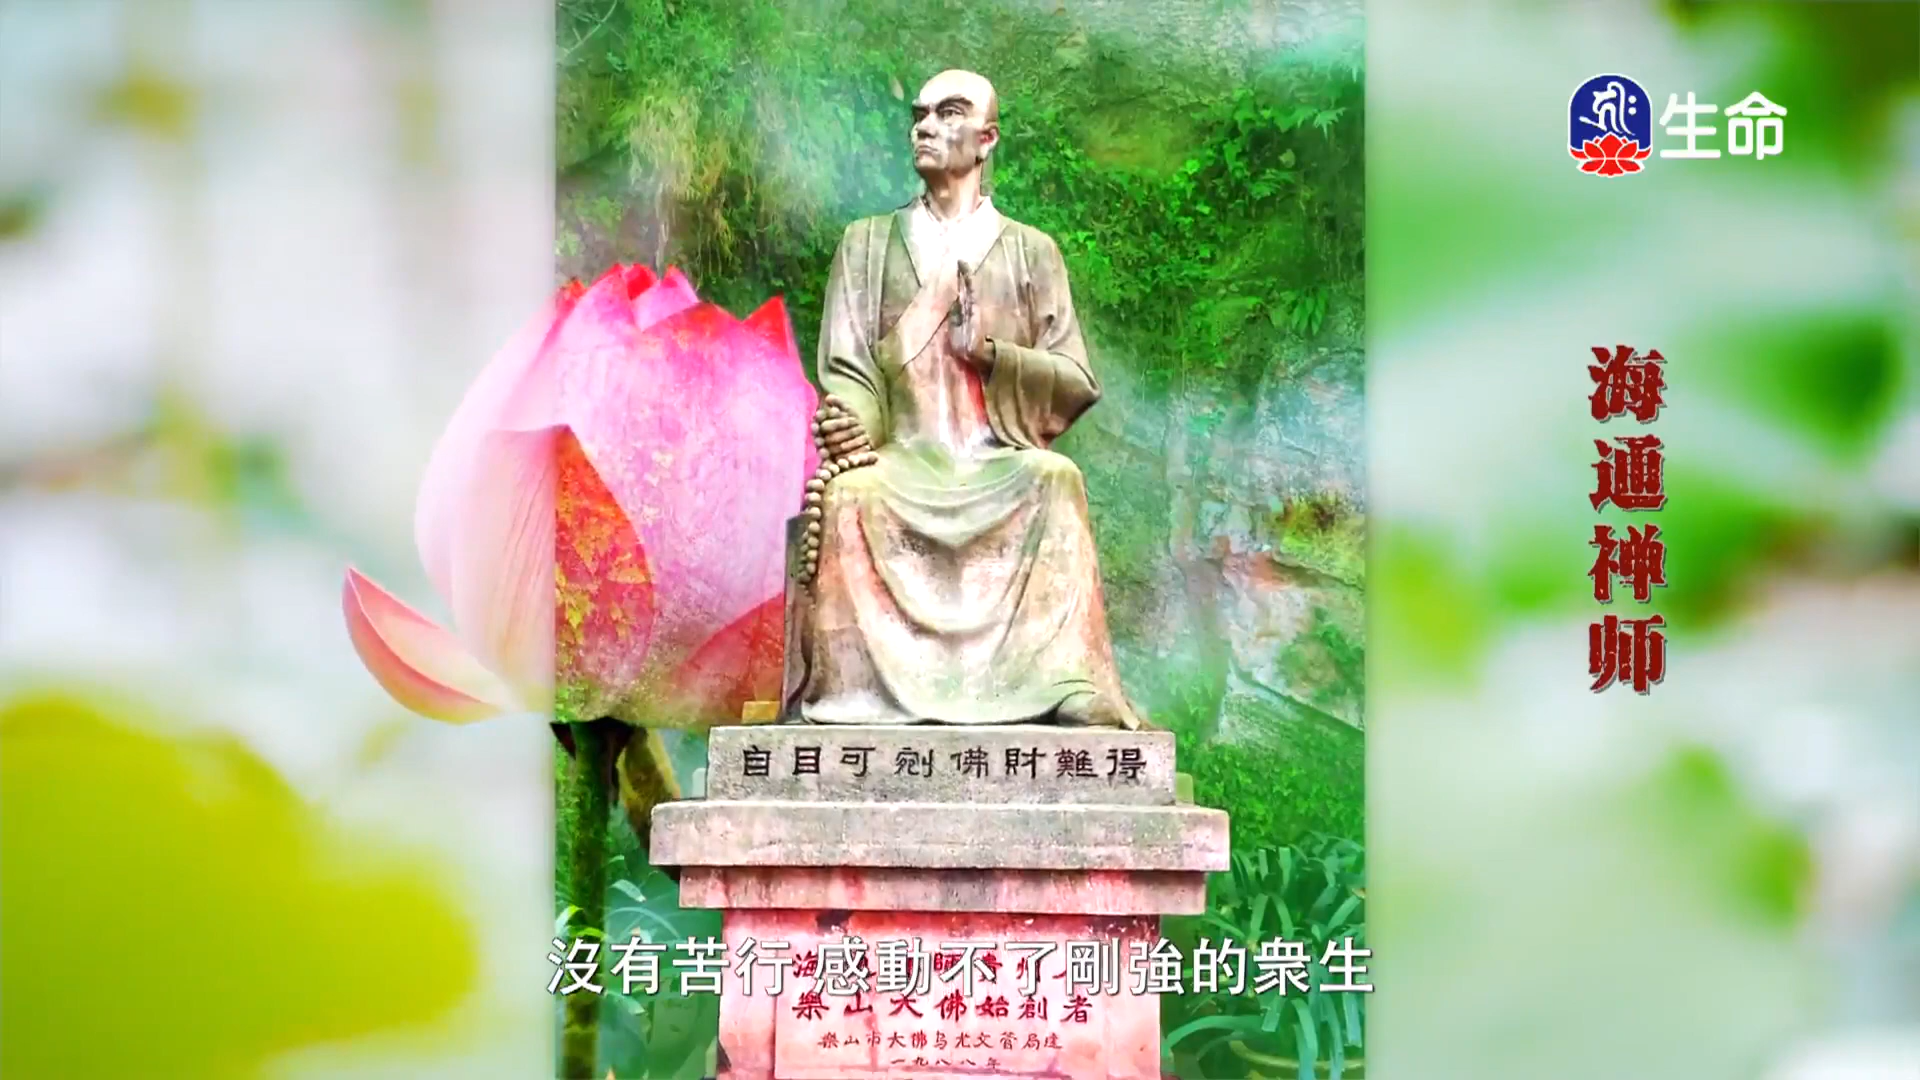 生命
海通禅师
自目可剜佛財難得
沒有苦行 感動不了剛強的衆生
樂山大佛始創者
樂山市大佛烏尤文管局建
一九八八年